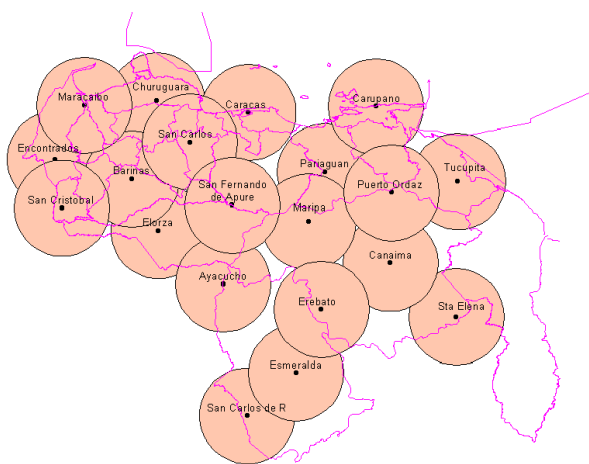 Churuguara
Maracaibo
Caracas
Carupano
San Carlos
Encontrados
Barinas
Pariaguan
Tucupita
San Cristobal
San Fernando
de Apure
Puerto Ordaz
Maripa
Elorza
Canaima
Ayacucho
Erebato
Sta Elena
Esmeralda
San Carlos de R